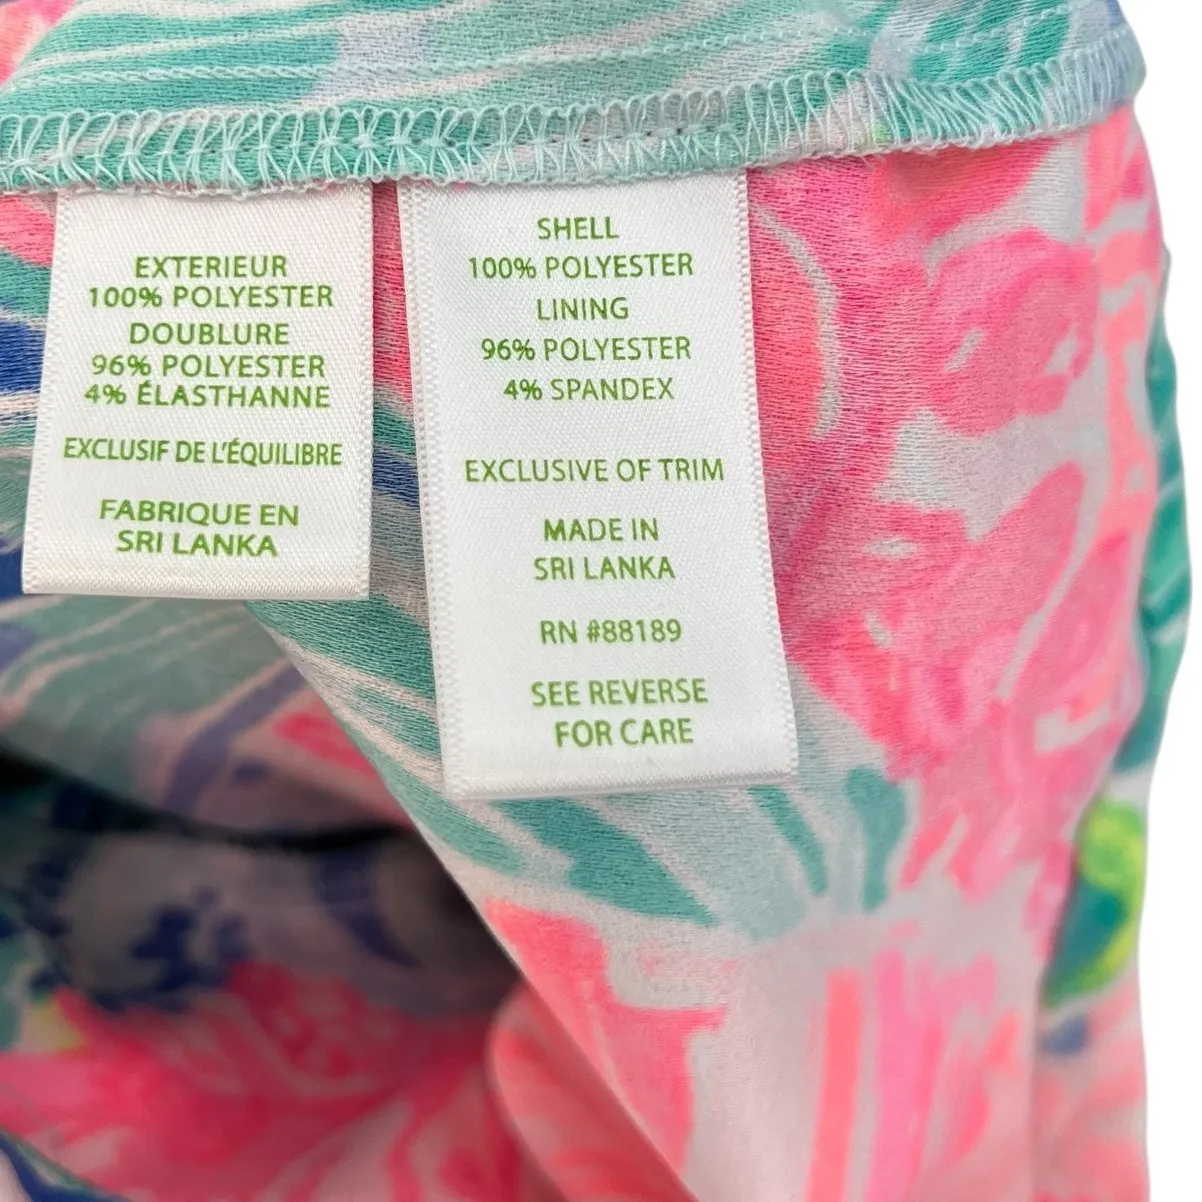 EXTERIEUR
100% POLYESTER
DOUBLURE
96% POLYESTER
4% ÉLASTHANNE
EXCLUSIF DE L'ÉQUILIBRE
FABRIQUE EN
SRI LANKA
SHELL
100% POLYESTER
LINING
96% POLYESTER
4% SPANDEX
EXCLUSIVE OF TRIM
MADE IN
SRI LANKA
RN #88189
SEE REVERSE
FOR CARE